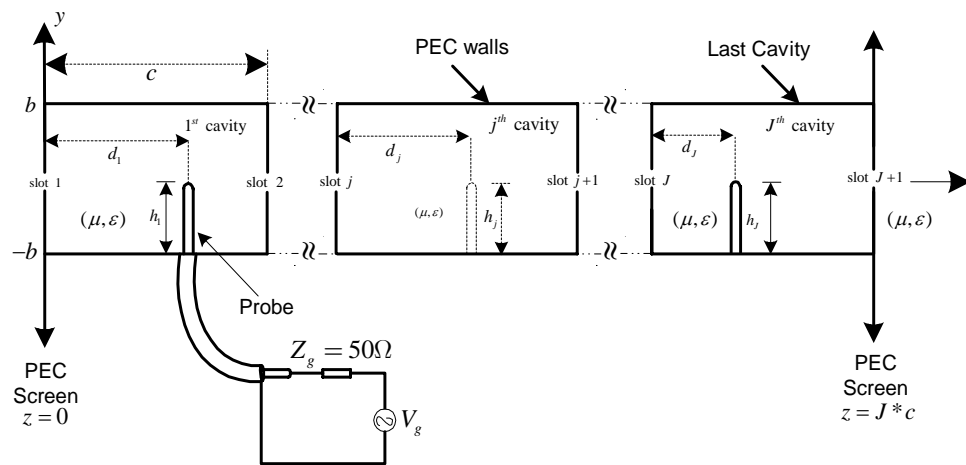 y
PEC walls
Last Cavity
c
b
1st cavity
jth cavity
Jth cavity
d1
dj
dJ
slot 1
slot 2
slot j
slot j+1
slot J
slot J+1
(μ, ε)
h1
(μ, ε)
hj
(μ, ε)
hJ
(μ, ε)
−b
Probe
PEC
Screen
z = 0
Zg = 50Ω
Vg
PEC
Screen
z = J * c